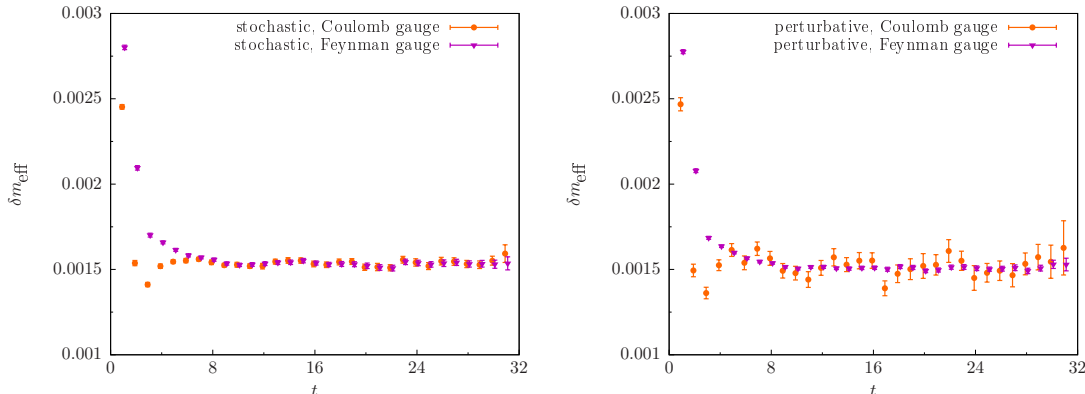 0.003
0.0025
0.002
0.0015
0.001
δm_eff
0 8 16 24 32
t
stochastic, Coulomb gauge
stochastic, Feynman gauge
0.003
0.0025
0.002
0.0015
0.001
δm_eff
0 8 16 24 32
t
perturbative, Coulomb gauge
perturbative, Feynman gauge